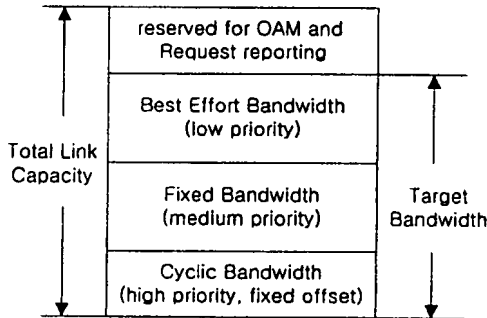 reserved for OAM and
Request reporting
Best Effort Bandwidth
(low priority)
Total Link
Capacity
Fixed Bandwidth
(medium priority)
Target
Bandwidth
Cyclic Bandwidth
(high priority, fixed offset)